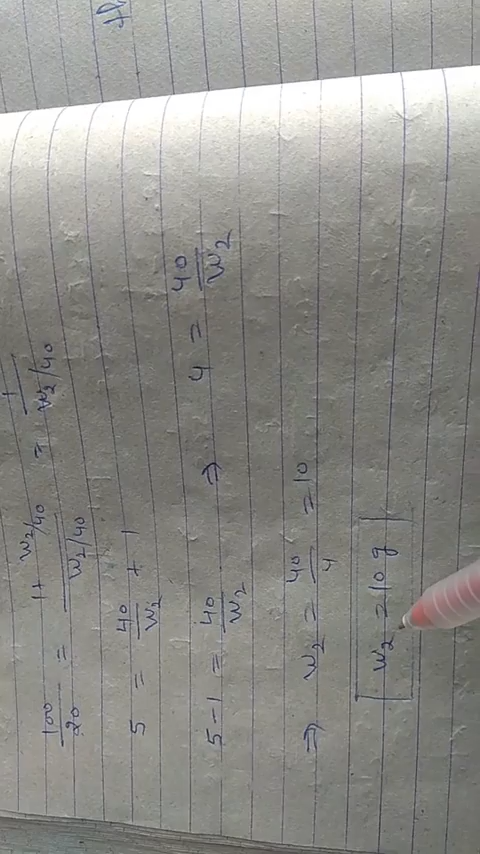 100/20 = (1 + w2/40)/(w2/40) = 1/(w2/40)
5 = 40/w2 + 1
5 - 1 = 40/w2 ⇒ 4 = 40/w2
⇒ w2 = 40/4 = 10
w2 = 10 g